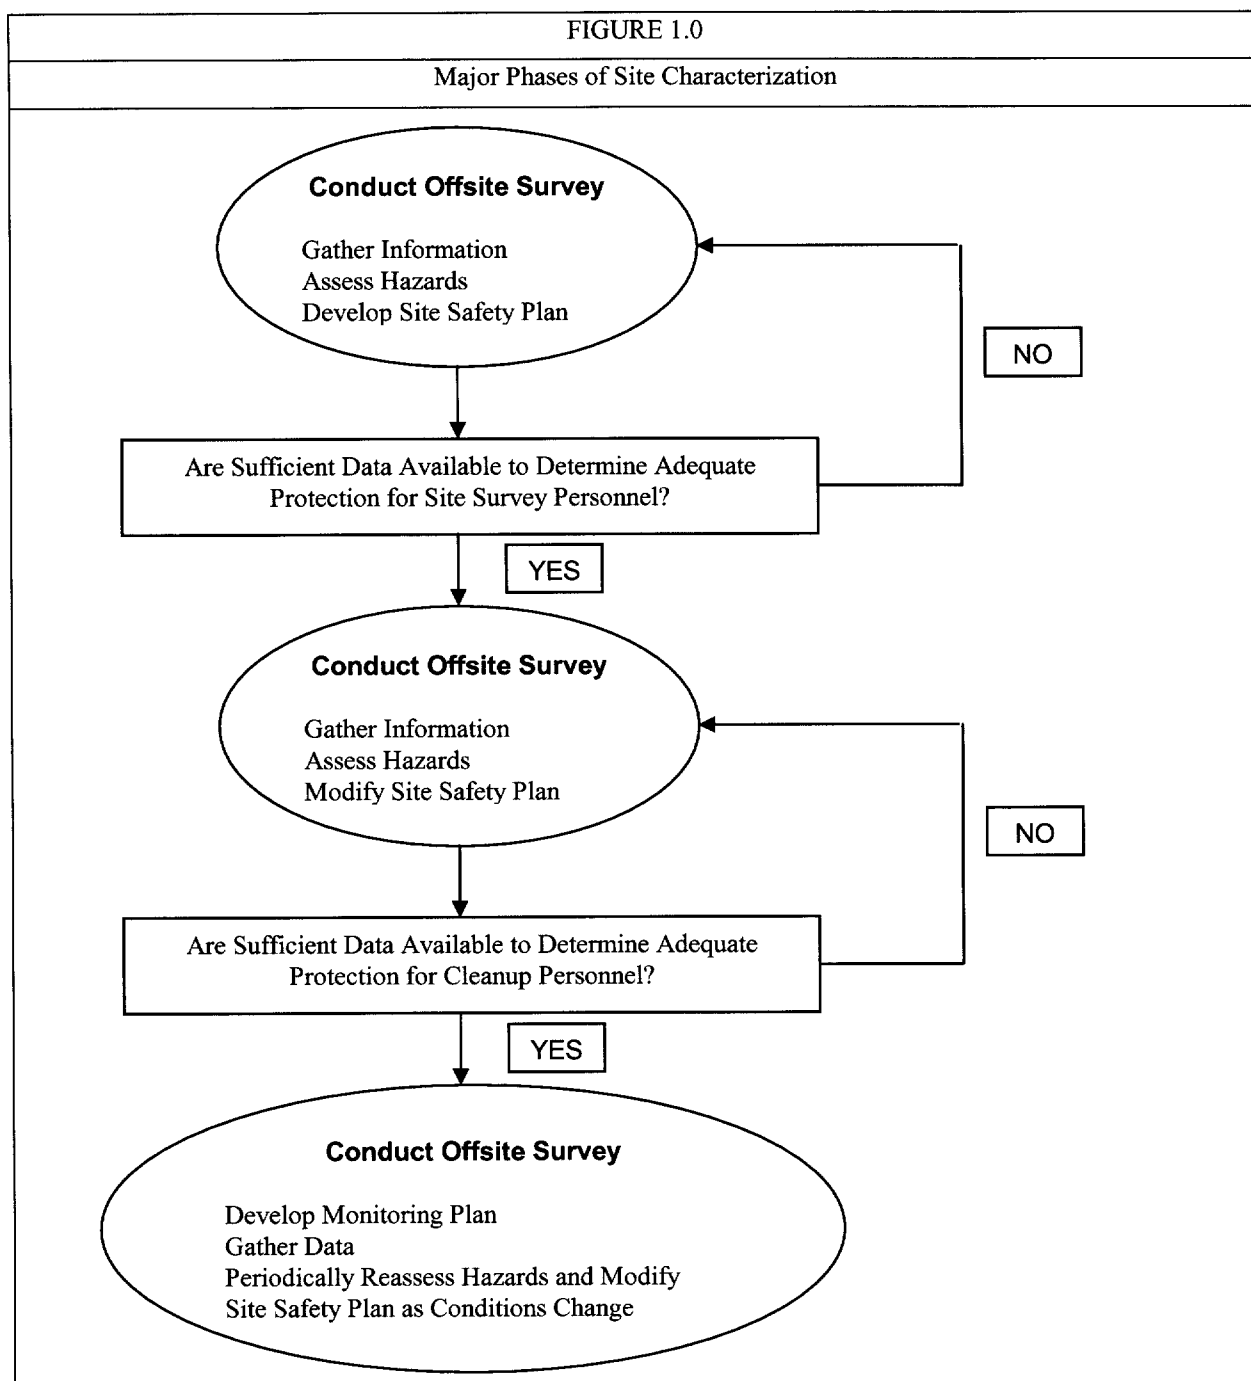 FIGURE 1.0
Major Phases of Site Characterization
Conduct Offsite Survey
Gather Information
Assess Hazards
Develop Site Safety Plan
NO
Are Sufficient Data Available to Determine Adequate
Protection for Site Survey Personnel?
YES
Conduct Offsite Survey
Gather Information
Assess Hazards
Modify Site Safety Plan
NO
Are Sufficient Data Available to Determine Adequate
Protection for Cleanup Personnel?
YES
Conduct Offsite Survey
Develop Monitoring Plan
Gather Data
Periodically Reassess Hazards and Modify
Site Safety Plan as Conditions Change